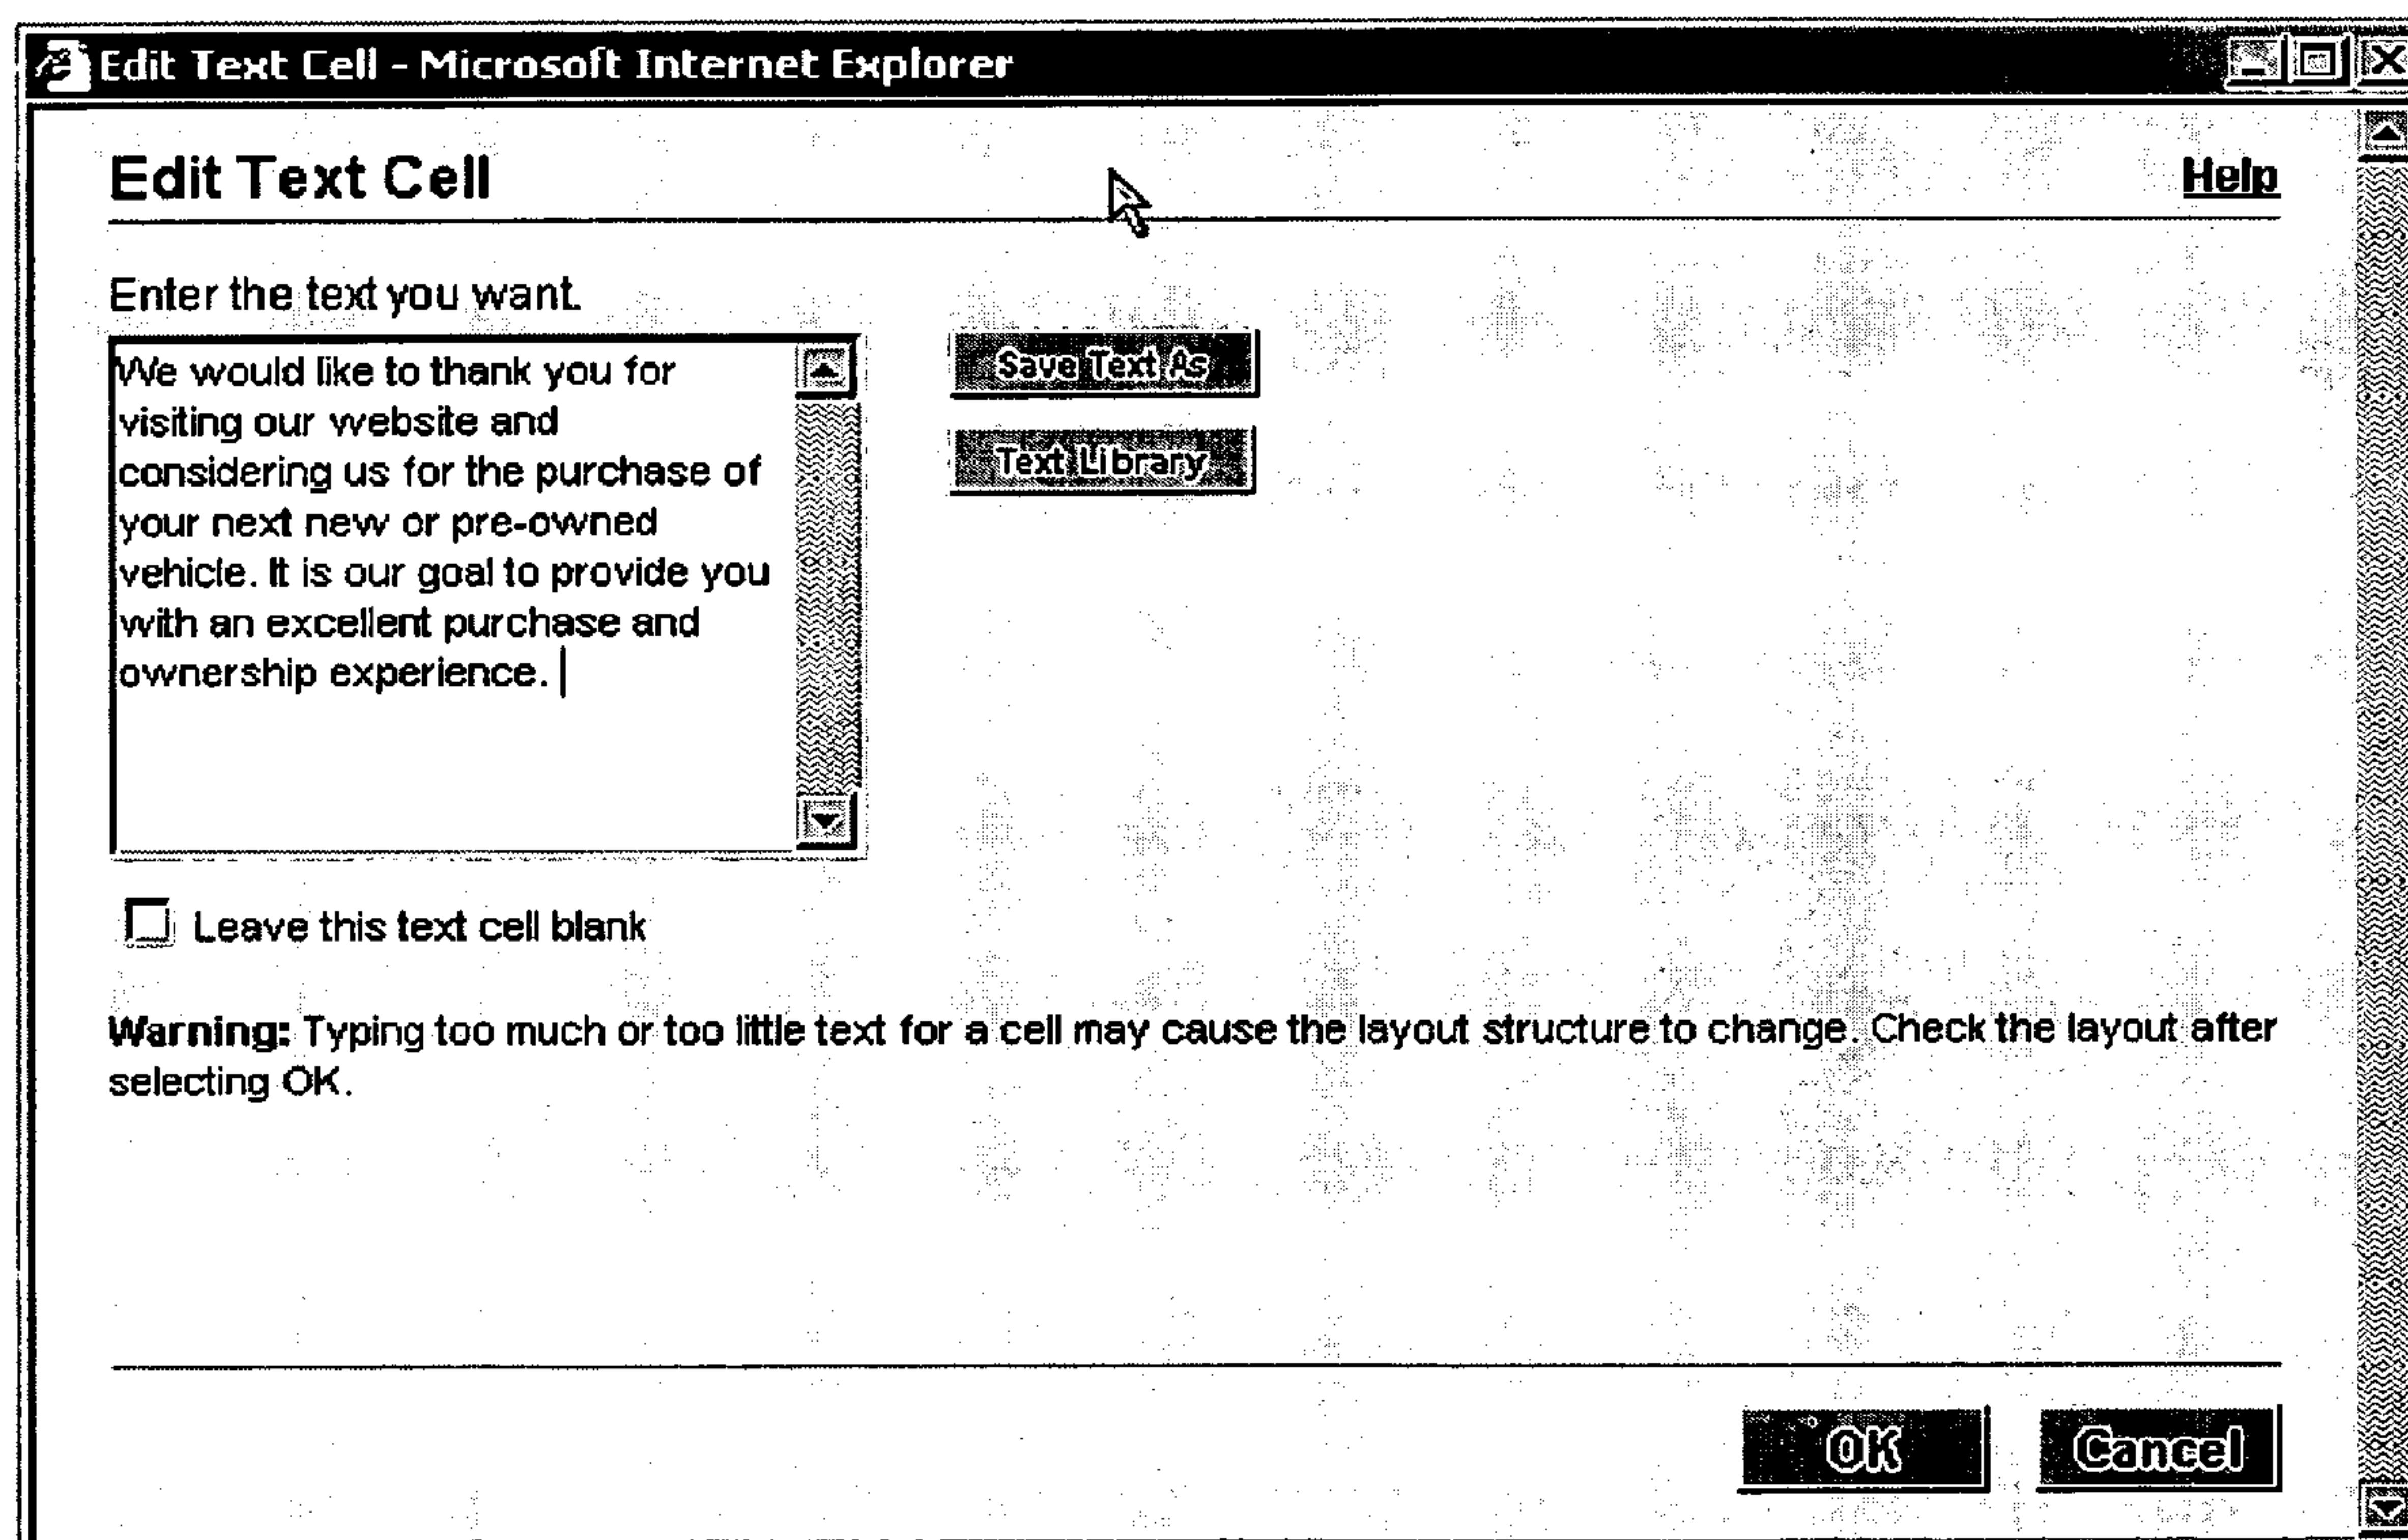 Edit Text Cell - Microsoft Internet Explorer
Edit Text Cell
Help
Enter the text you want.
We would like to thank you for
visiting our website and
considering us for the purchase of
your next new or pre-owned
vehicle. It is our goal to provide you
with an excellent purchase and
ownership experience.
Save Text As
Text Library
Leave this text cell blank
Warning: Typing too much or too little text for a cell may cause the layout structure to change. Check the layout after
selecting OK.
OK
Cancel